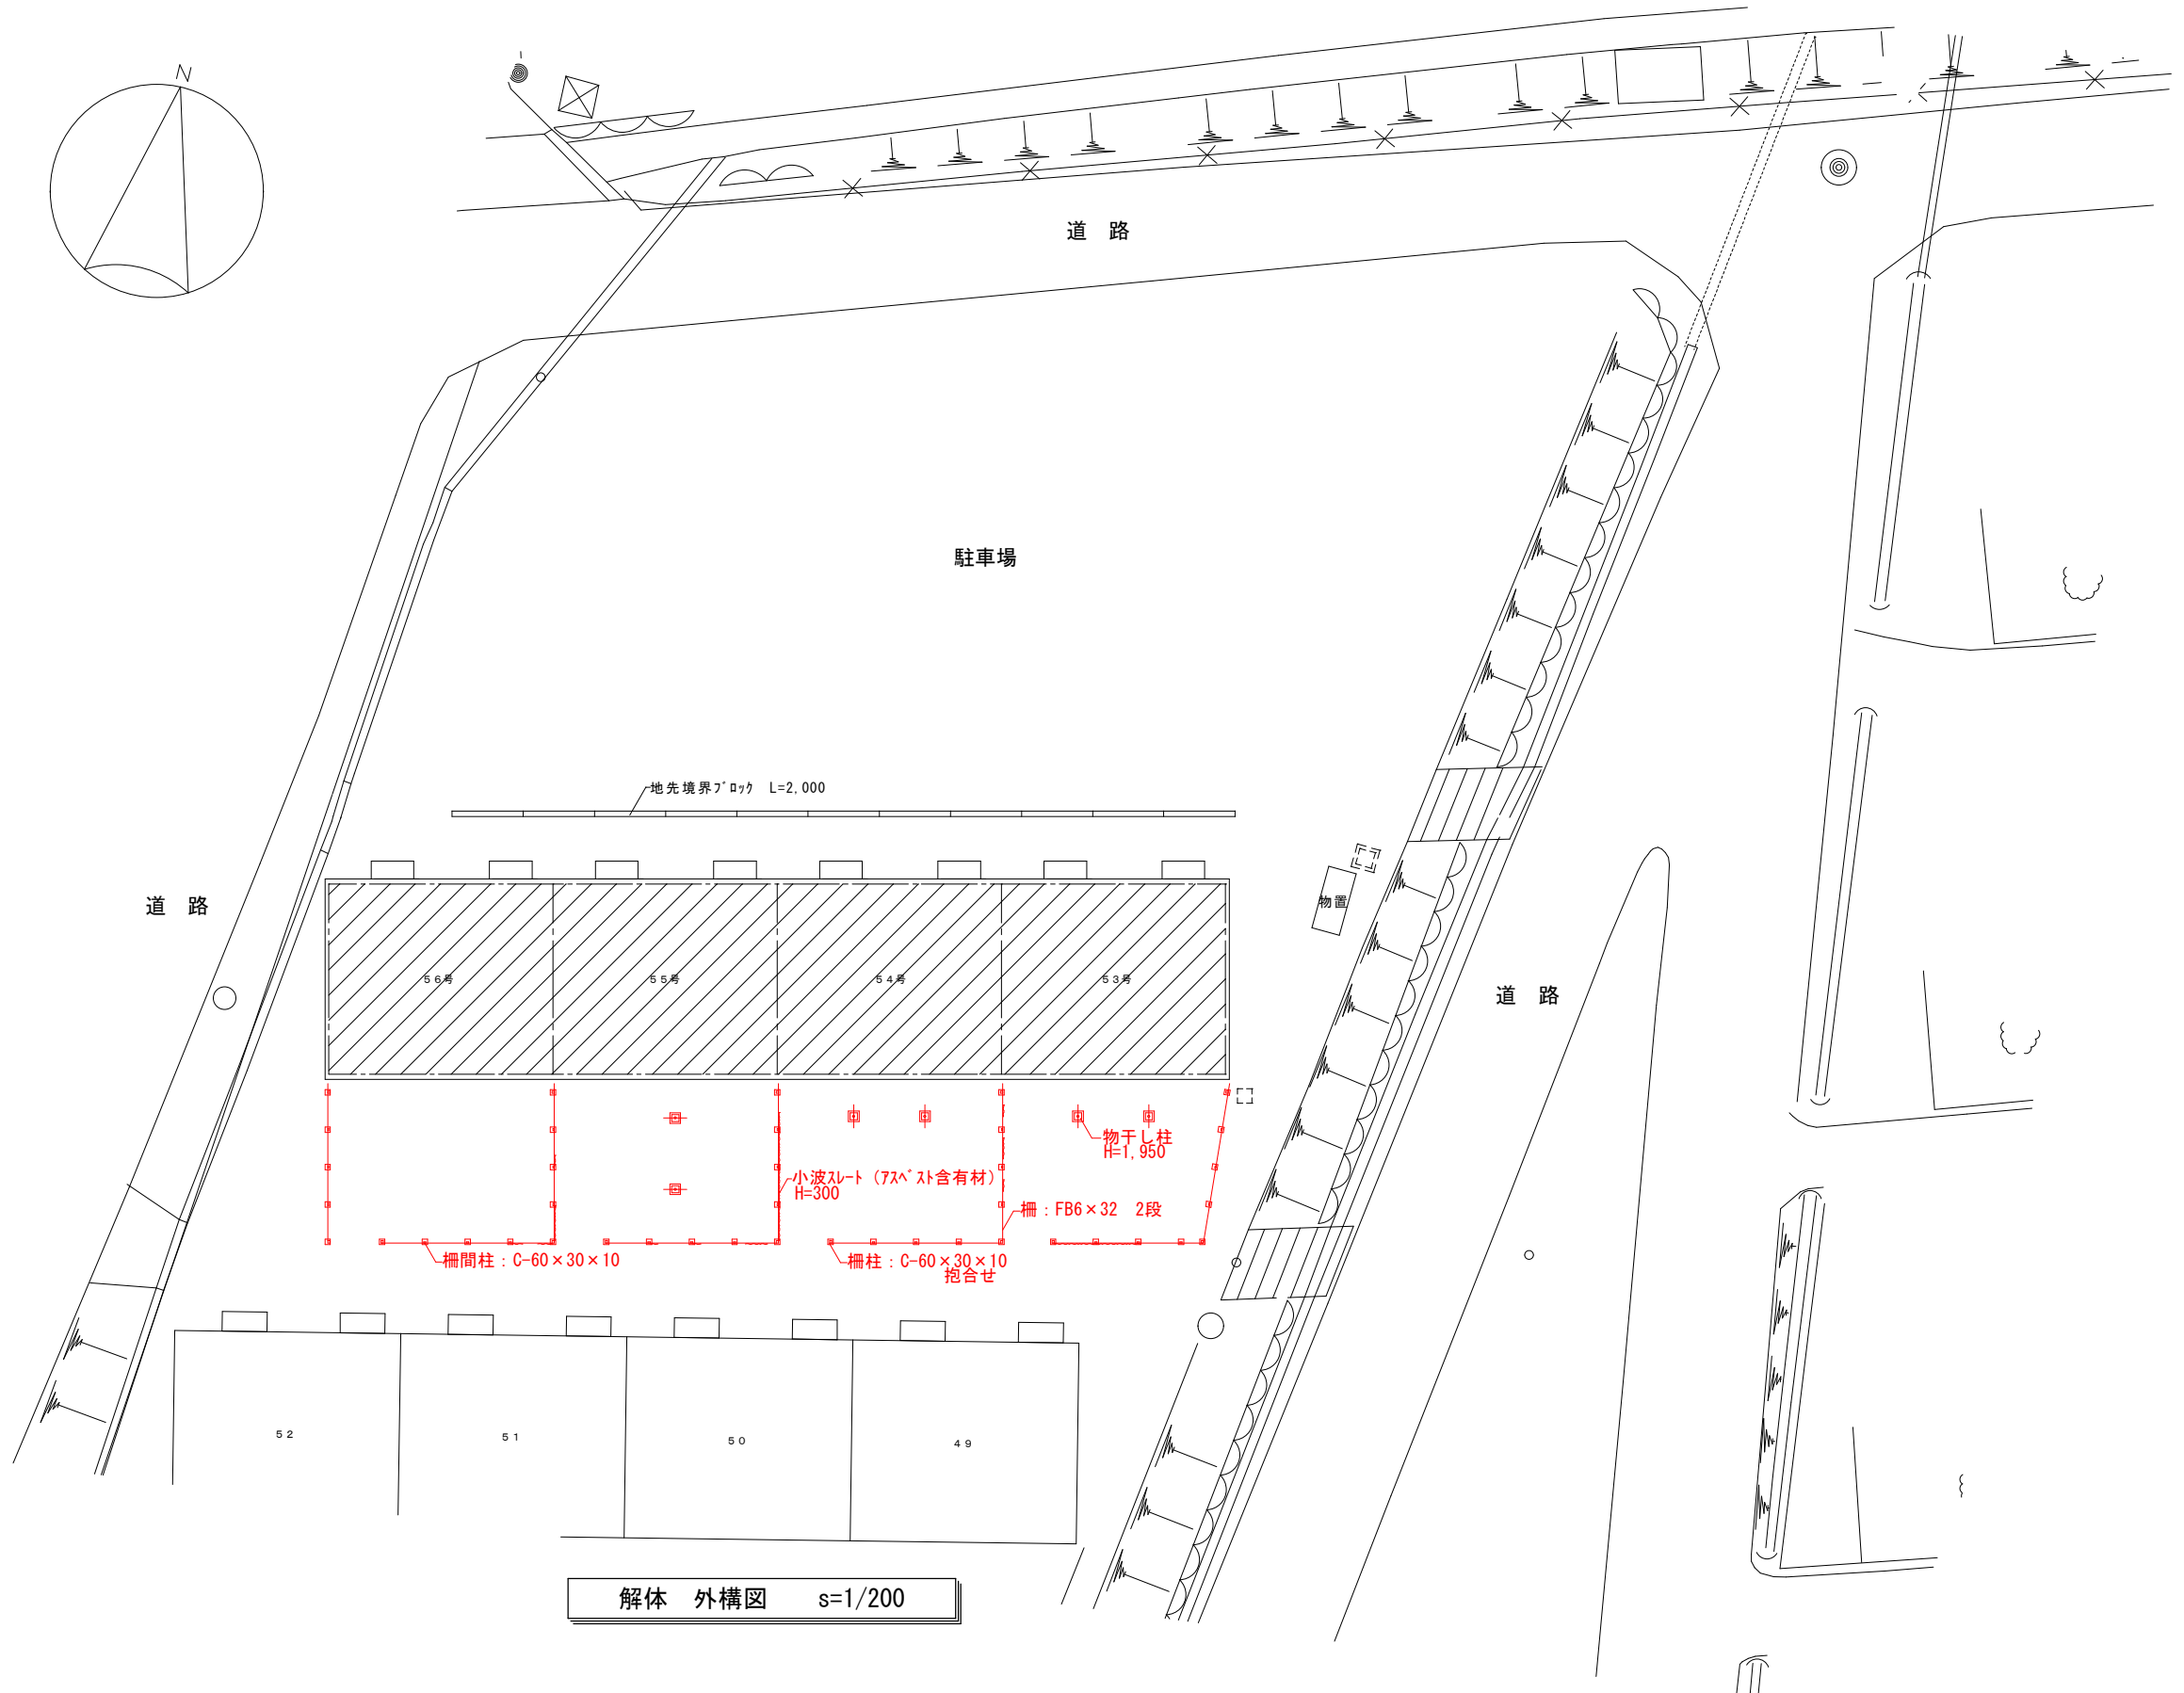 N
道　路
駐車場
地先境界ﾌﾞﾛｯｸ　L=2,000
物置
道　路
56号
55号
54号
53号
道　路
物干し柱
H=1,950
小波ｽﾚｰﾄ（ｱｽﾍﾞｽﾄ含有材）
H=300
柵：FB6×32　2段
柵間柱：C-60×30×10
柵柱：C-60×30×10
抱合せ
52
51
50
49
解体　外構図　　s=1/200